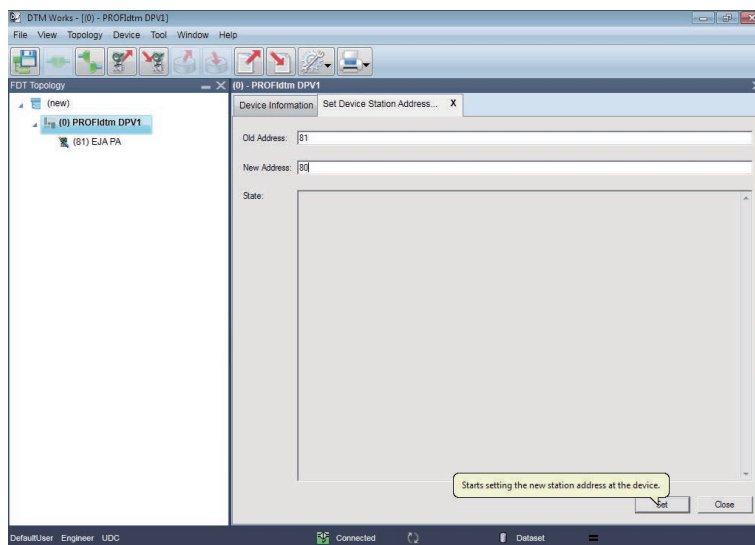 DTM Works - [(0) - PROFIdtm DPV1]
File View Topology Device Tool Window Help
FDT Topology
(0) - PROFIdtm DPV1
(new)
(0) PROFIdtm DPV1
(81) EJA PA
Device Information
Set Device Station Address... X
Old Address: 81
New Address: 80
State:
Starts setting the new station address at the device.
Set
Close
DefaultUser Engineer UDC
Connected
Dataset